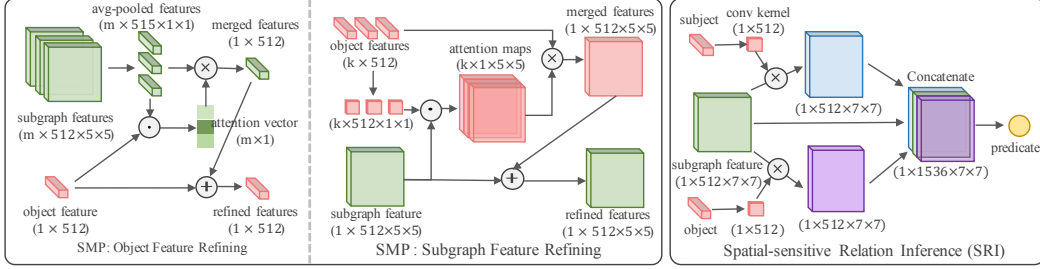 avg-pooled features
(m × 515×1×1)
merged features
(1 × 512)
subgraph features
(m × 512×5×5)
attention vector
(m×1)
object feature
(1 × 512)
refined features
(1 × 512)
SMP: Object Feature Refining
object features
(k × 512)
attention maps
(k×1×5×5)
merged features
(1 × 512×5×5)
(k×512×1×1)
subgraph feature
(1 × 512×5×5)
refined features
(1 × 512×5×5)
SMP : Subgraph Feature Refining
subject
conv kernel
(1×512)
(1×512×7×7)
Concatenate
subgraph feature
(1×512×7×7)
(1×1536×7×7)
predicate
object
(1×512)
(1×512×7×7)
Spatial-sensitive Relation Inference (SRI)